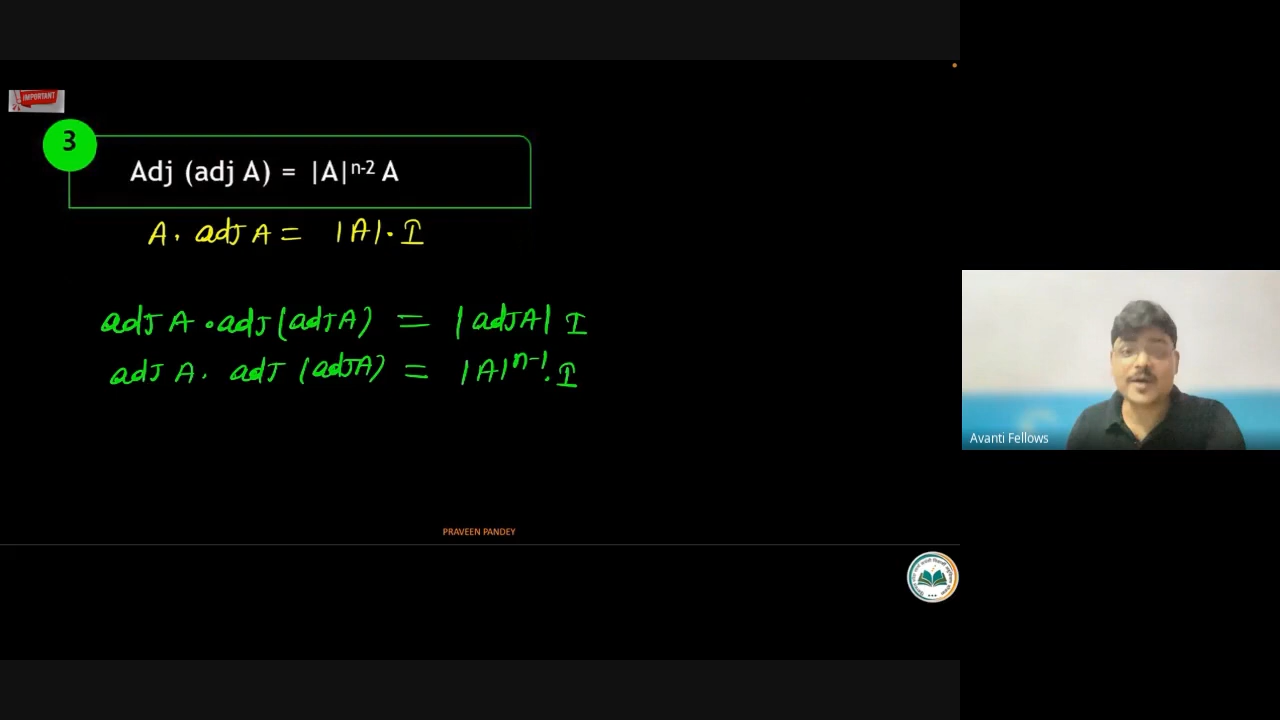 IMPORTANT
3
Adj (adj A) = |A|ⁿ⁻² A
A. adj A = |A|. I
adj A . adj (adj A) = |adj A| I
adj A. adj (adj A) = |A|ⁿ⁻¹. I
Avanti Fellows
PRAVEEN PANDEY